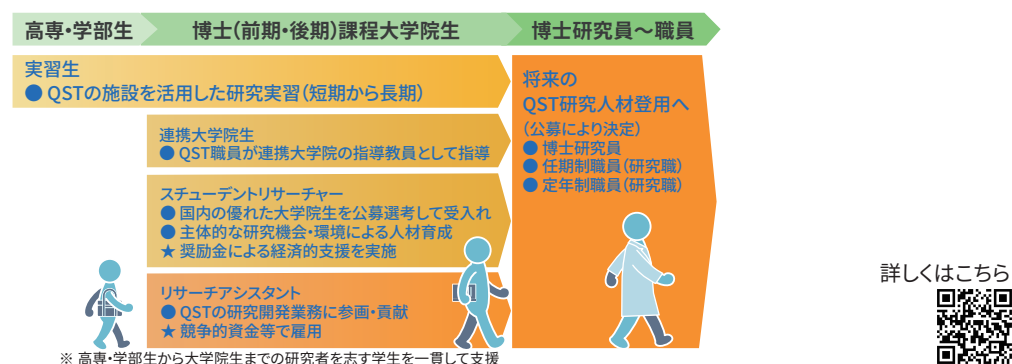 高専・学部生
博士(前期・後期)課程大学院生
博士研究員～職員
実習生
● QSTの施設を活用した研究実習(短期から長期)
連携大学院生
● QST職員が連携大学院の指導教員として指導
スチューデントリサーチャー
● 国内の優れた大学院生を公募選考して受入れ
● 主体的な研究機会・環境による人材育成
★ 奨励金による経済的支援を実施
リサーチアシスタント
● QSTの研究開発業務に参画・貢献
★ 競争的資金等で雇用
将来の
QST研究人材登用へ
(公募により決定)
● 博士研究員
● 任期制職員(研究職)
● 定年制職員(研究職)
※ 高専・学部生から大学院生までの研究者を志す学生を一貫して支援
詳しくはこちら